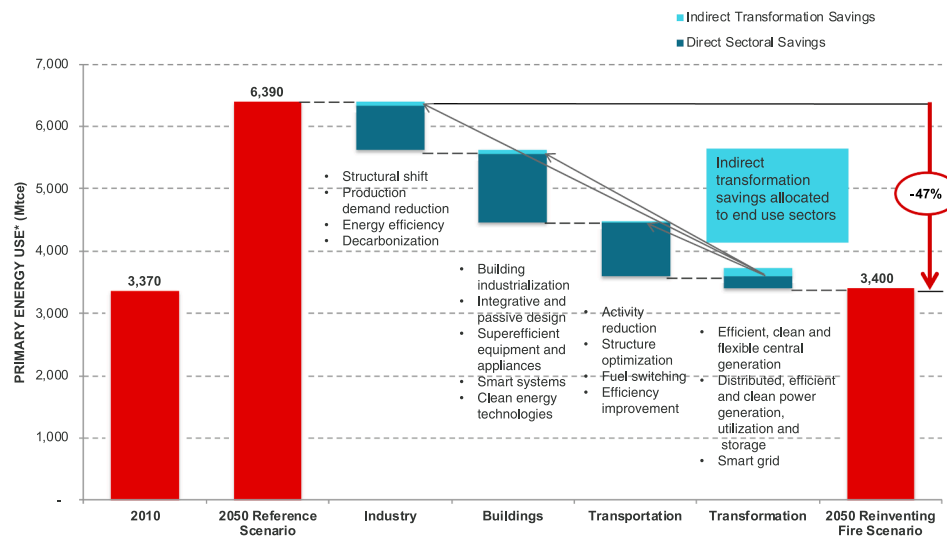 Indirect Transformation Savings
Direct Sectoral Savings
PRIMARY ENERGY USE* (Mtce)
7,000
6,000
5,000
4,000
3,000
2,000
1,000
-
3,370
6,390
3,400
-47%
Indirect
transformation
savings allocated
to end use sectors
• Structural shift
• Production
demand reduction
• Energy efficiency
• Decarbonization
• Building
industrialization
• Integrative and
passive design
• Superefficient
equipment and
appliances
• Smart systems
• Clean energy
technologies
• Activity
reduction
• Structure
optimization
• Fuel switching
• Efficiency
improvement
• Efficient, clean and
flexible central
generation
• Distributed, efficient
and clean power
generation,
utilization and
storage
• Smart grid
2010
2050 Reference
Scenario
Industry
Buildings
Transportation
Transformation
2050 Reinventing
Fire Scenario